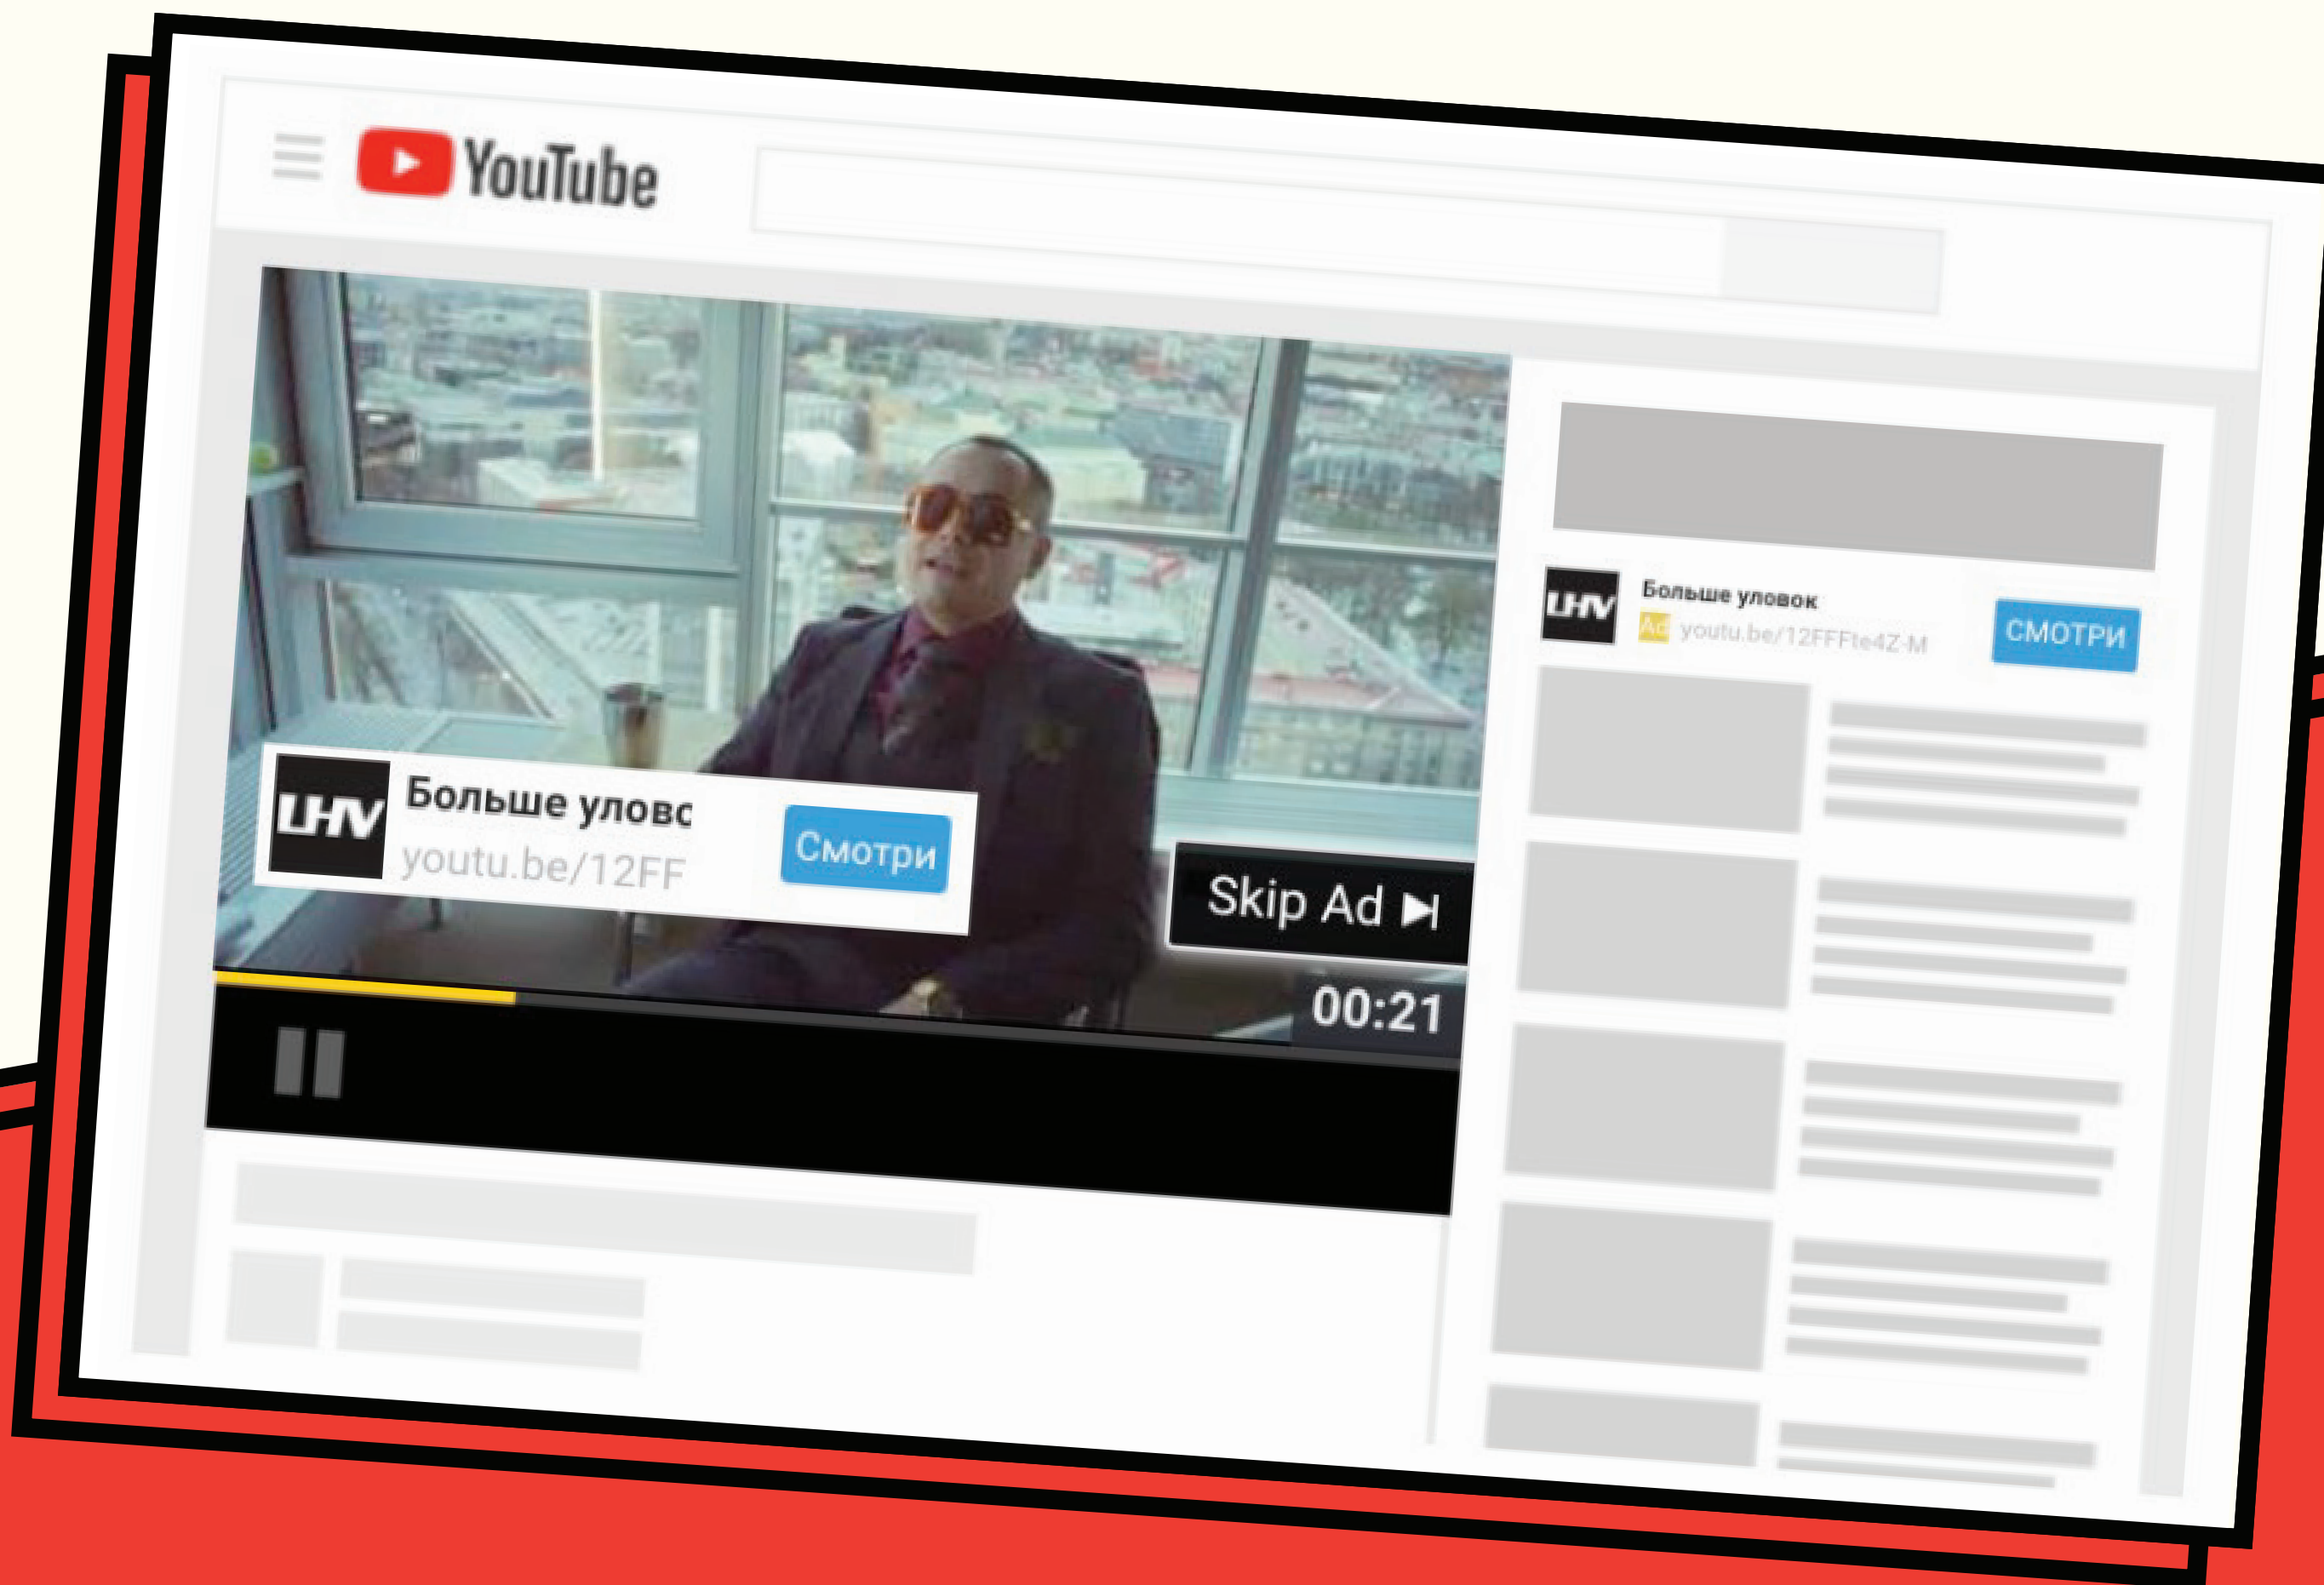 YouTube
LHV
Больше уловс
youtu.be/12FF
Смотри
Skip Ad
00:21
LHV
Больше уловок
Ad youtu.be/12FFFte4Z-M
СМОТРИ